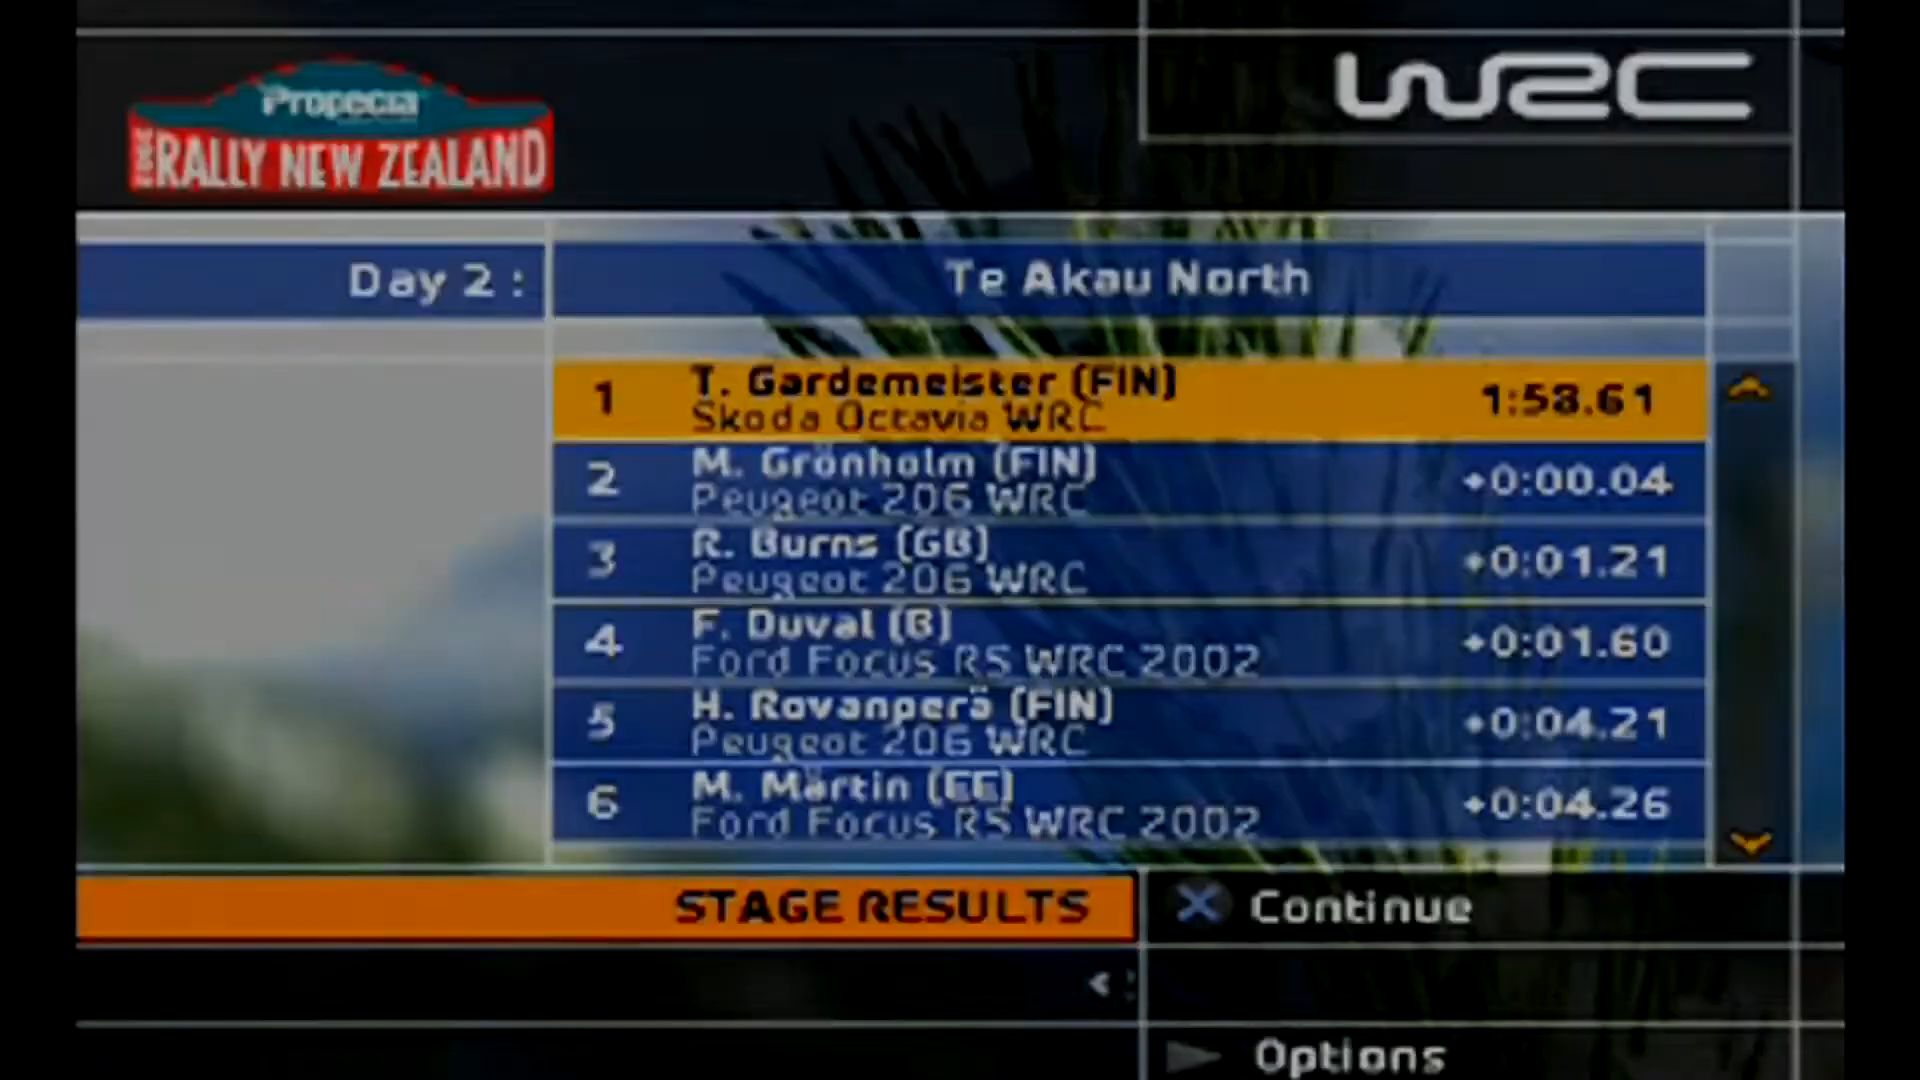 WRC
Propecia
RALLY NEW ZEALAND
Day 2 :
Te Akau North
1
T. Gardemeister (FIN)
Skoda Octavia WRC
1:58.61
2
M. Grönholm (FIN)
Peugeot 206 WRC
+0:00.04
3
R. Burns (GB)
Peugeot 206 WRC
+0:01.21
4
F. Duval (B)
Ford Focus RS WRC 2002
+0:01.60
5
H. Rovanperä (FIN)
Peugeot 206 WRC
+0:04.21
6
M. Märtin (EE)
Ford Focus RS WRC 2002
+0:04.26
STAGE RESULTS
Continue
Options